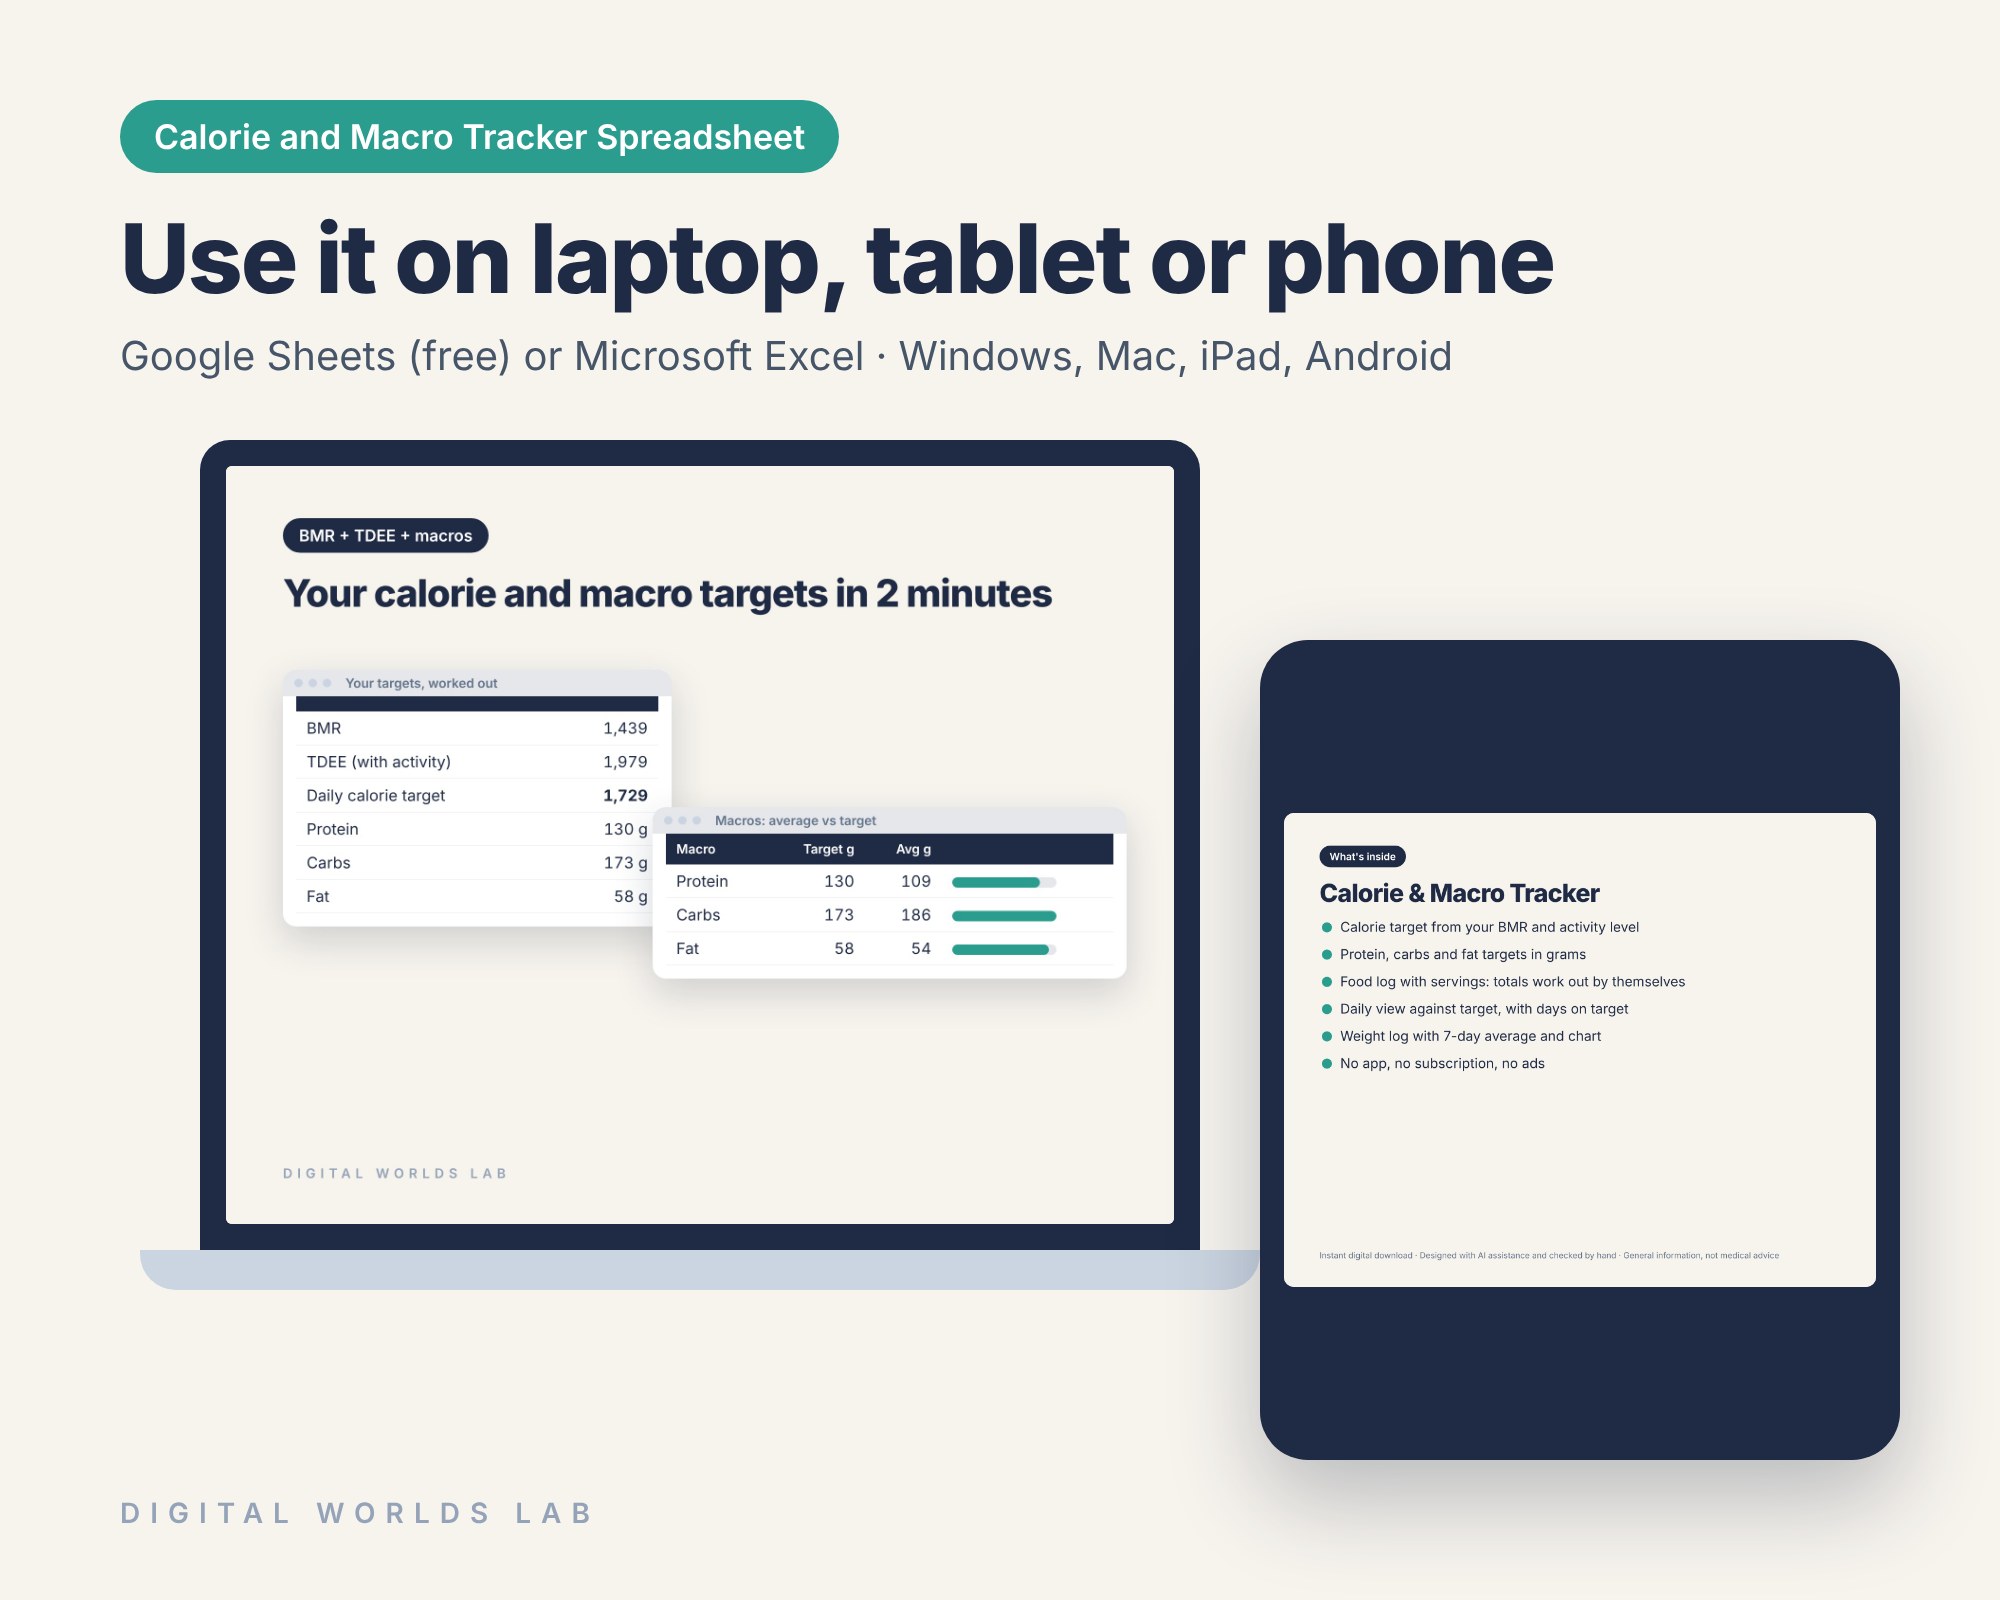 Calorie and Macro Tracker Spreadsheet
Use it on laptop, tablet or phone
Google Sheets (free) or Microsoft Excel · Windows, Mac, iPad, Android
BMR + TDEE + macros
Your calorie and macro targets in 2 minutes
Your targets, worked out
BMR 1,439
TDEE (with activity) 1,979
Daily calorie target 1,729
Protein 130 g
Carbs 173 g
Fat 58 g
Macros: average vs target
Macro Target g Avg g
Protein 130 109
Carbs 173 186
Fat 58 54
DIGITAL WORLDS LAB
What's inside
Calorie & Macro Tracker
Calorie target from your BMR and activity level
Protein, carbs and fat targets in grams
Food log with servings: totals work out by themselves
Daily view against target, with days on target
Weight log with 7-day average and chart
No app, no subscription, no ads
Instant digital download · Designed with AI assistance and checked by hand · General information, not medical advice
DIGITAL WORLDS LAB